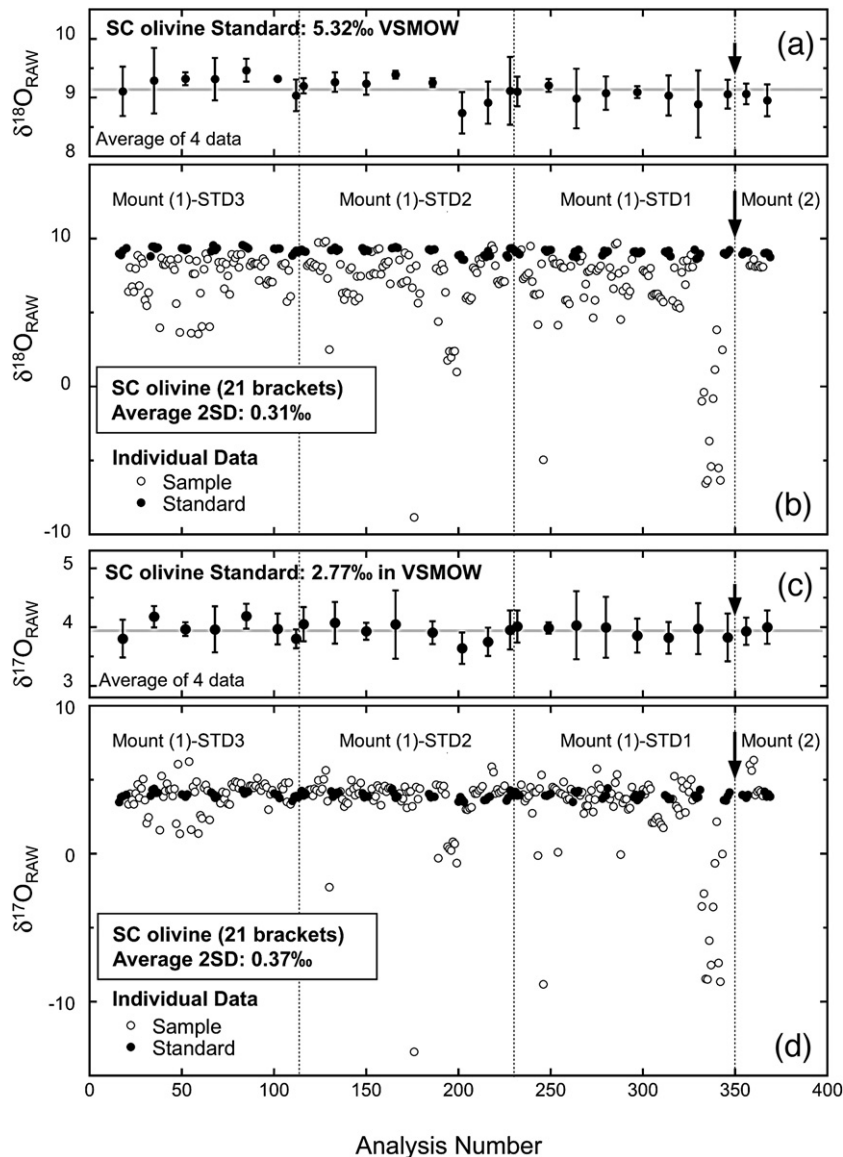 SC olivine Standard: 5.32‰ VSMOW
(a)
10
9
8
δ18ORAW
Average of 4 data
Mount (1)-STD3
Mount (1)-STD2
Mount (1)-STD1
Mount (2)
10
0
-10
δ18ORAW
SC olivine (21 brackets)
Average 2SD: 0.31‰
Individual Data
Sample
Standard
(b)
SC olivine Standard: 2.77‰ in VSMOW
(c)
5
4
3
δ17ORAW
Average of 4 data
10
Mount (1)-STD3
Mount (1)-STD2
Mount (1)-STD1
Mount (2)
0
-10
δ17ORAW
SC olivine (21 brackets)
Average 2SD: 0.37‰
Individual Data
Sample
Standard
(d)
0 50 100 150 200 250 300 350 400
Analysis Number